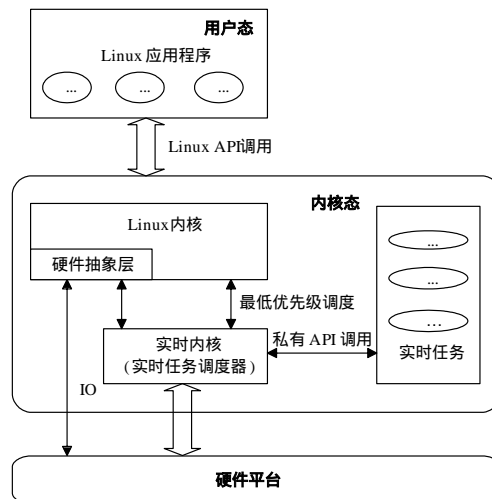 用户态
Linux 应用程序
... ... ...
Linux API调用
内核态
Linux内核
硬件抽象层
...
...
...
实时任务
最低优先级调度
私有 API 调用
实时内核
(实时任务调度器)
IO
硬件平台